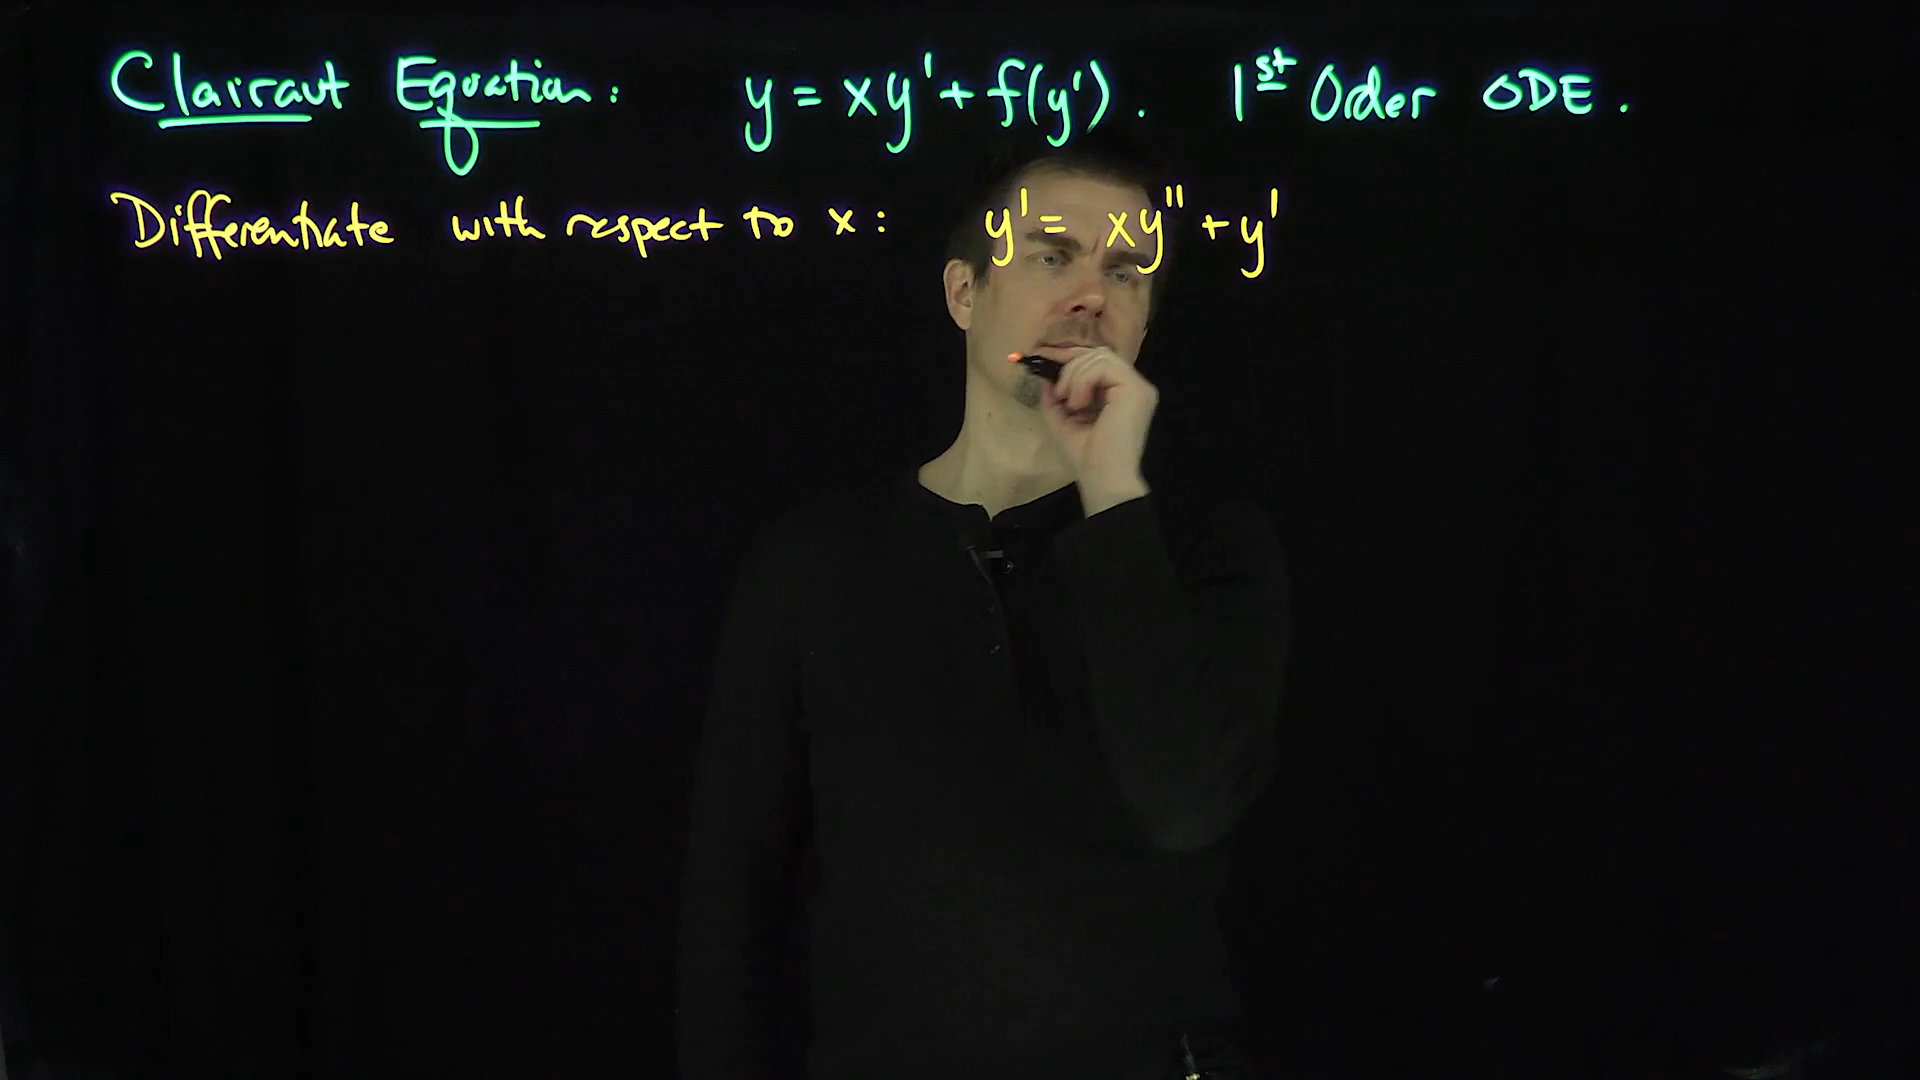 Clairaut Equation: y = xy' + f(y'). 1st Order ODE.
Differentiate with respect to x: y' = xy'' + y'